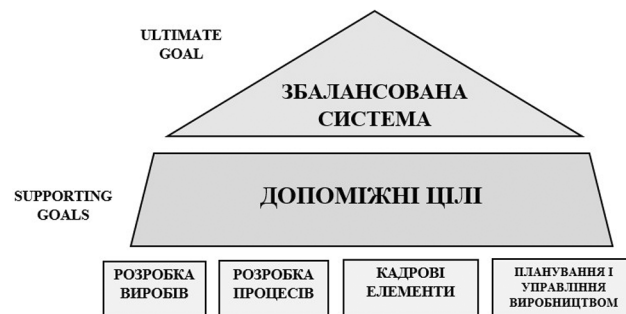 ULTIMATE
GOAL
ЗБАЛАНСОВАНА
СИСТЕМА
SUPPORTING
GOALS
ДОПОМІЖНІ ЦІЛІ
РОЗРОБКА
ВИРОБІВ
РОЗРОБКА
ПРОЦЕСІВ
КАДРОВІ
ЕЛЕМЕНТИ
ПЛАНУВАННЯ І
УПРАВЛІННЯ
ВИРОБНИЦТВОМ